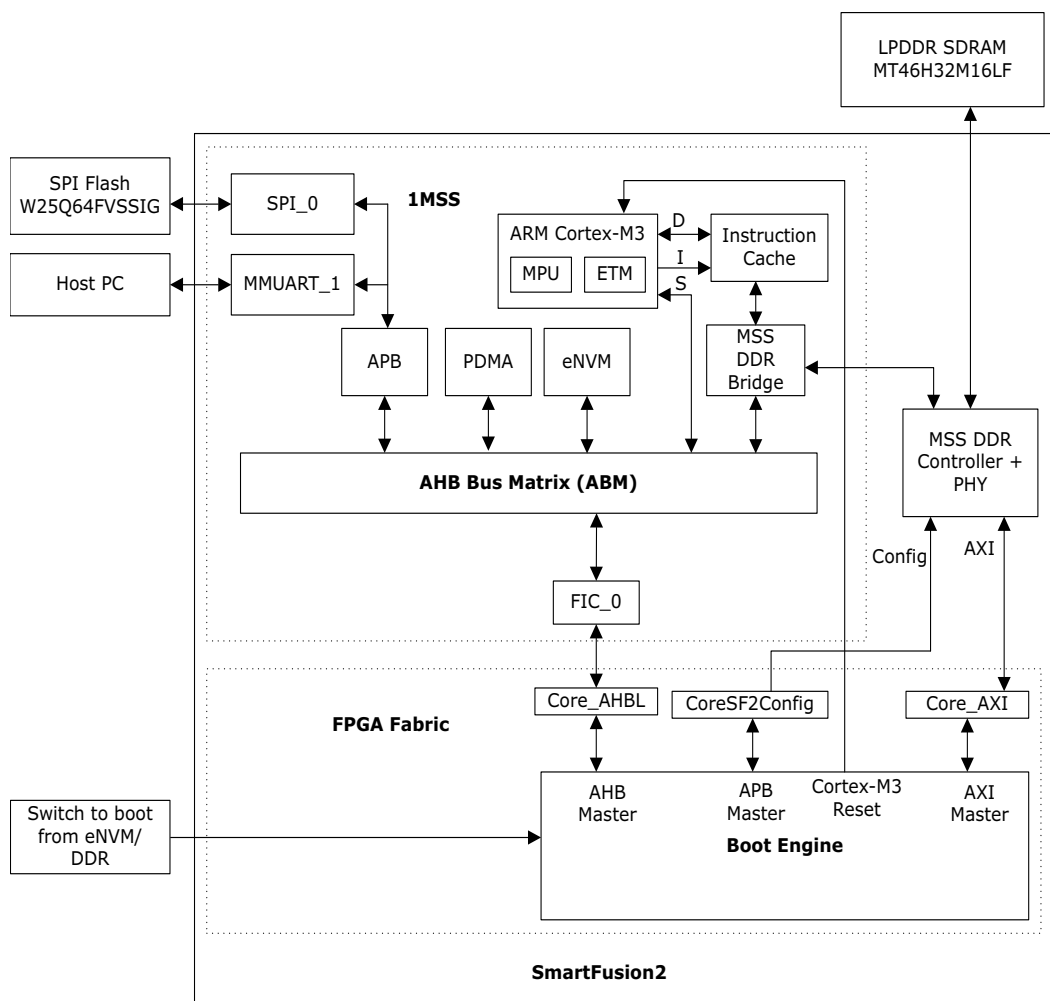 LPDDR SDRAM
MT46H32M16LF
SPI Flash
W25Q64FVSSIG
SPI_0
1MSS
ARM Cortex-M3
MPU
ETM
D
I
S
Instruction
Cache
Host PC
MMUART_1
APB
PDMA
eNVM
MSS
DDR
Bridge
MSS DDR
Controller +
PHY
AHB Bus Matrix (ABM)
Config
AXI
FIC_0
Core_AHBL
CoreSF2Config
Core_AXI
FPGA Fabric
Switch to boot
from eNVM/
DDR
AHB
Master
APB
Master
Cortex-M3
Reset
AXI
Master
Boot Engine
SmartFusion2